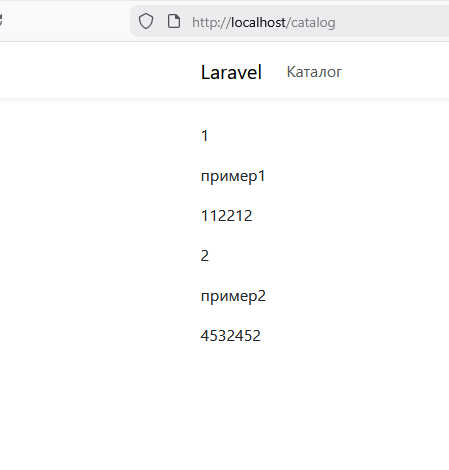 http://localhost/catalog
Laravel Каталог
1
пример1
112212
2
пример2
4532452